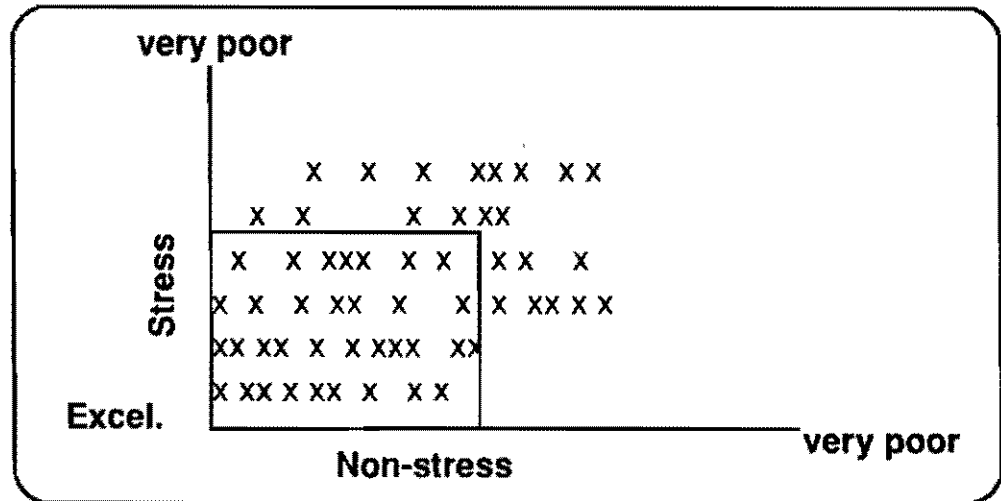 very poor
X X X XX X X X
X X X X XX
X X XXX X X X X X
X X X XX X X X XX X X
XX XX X X XXX XX
X XX X XX X X X
Stress
Excel.
very poor
Non-stress